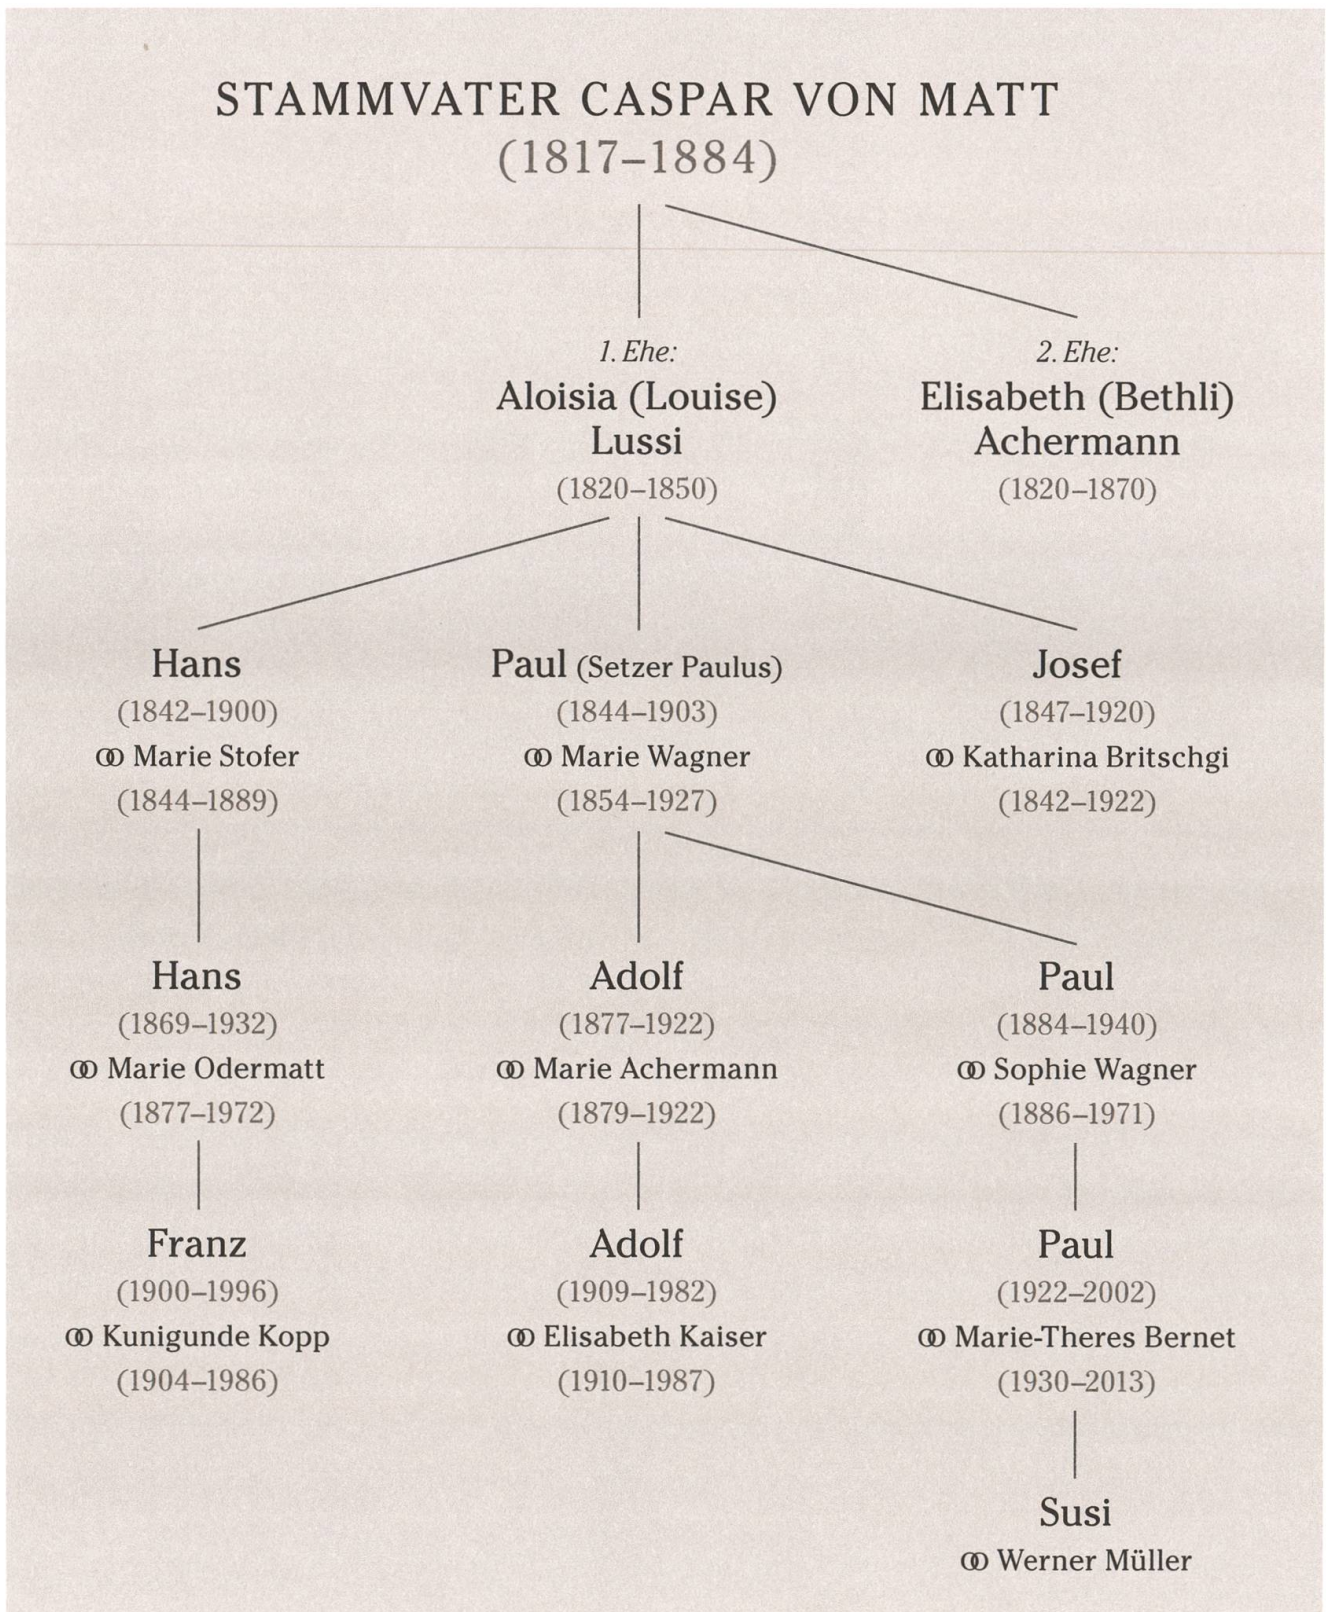 STAMMVATER CASPAR VON MATT
(1817–1884)
1. Ehe:
Aloisia (Louise)
Lussi
(1820–1850)
2. Ehe:
Elisabeth (Bethli)
Achermann
(1820–1870)
Hans
(1842–1900)
⚭ Marie Stofer
(1844–1889)
Paul (Setzer Paulus)
(1844–1903)
⚭ Marie Wagner
(1854–1927)
Josef
(1847–1920)
⚭ Katharina Britschgi
(1842–1922)
Hans
(1869–1932)
⚭ Marie Odermatt
(1877–1972)
Adolf
(1877–1922)
⚭ Marie Achermann
(1879–1922)
Paul
(1884–1940)
⚭ Sophie Wagner
(1886–1971)
Franz
(1900–1996)
⚭ Kunigunde Kopp
(1904–1986)
Adolf
(1909–1982)
⚭ Elisabeth Kaiser
(1910–1987)
Paul
(1922–2002)
⚭ Marie-Theres Bernet
(1930–2013)
Susi
⚭ Werner Müller